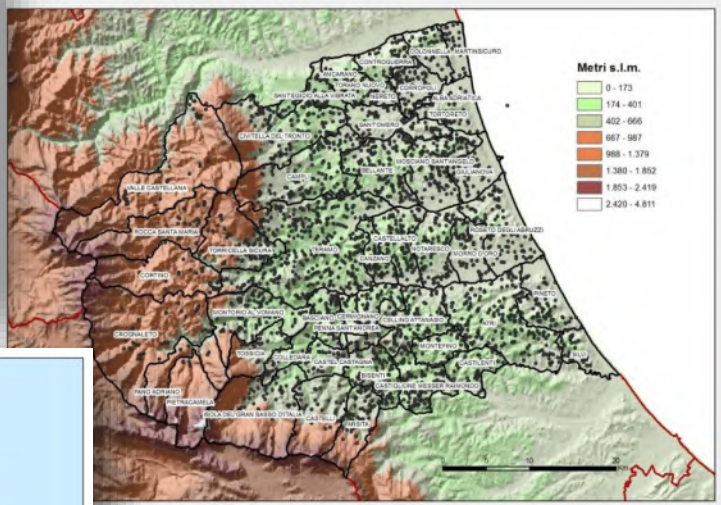 COLONNELLA MARTINSICURO
CONTROGUERRA
ANCARANO
TORANO NUOVO CORROPOLI
SANT'EGIDIO ALLA VIBRATA NERETO ALBA ADRIATICA
TORTORETO
CIVITELLA DEL TRONTO SANT'OMERO
MOSCIANO SANT'ANGELO
CAMPLI BELLANTE GIULIANOVA
VALLE CASTELLANA
ROCCA SANTA MARIA CASTELLALTO ROSETO DEGLI ABRUZZI
TORRICELLA SICURA TERAMO NOTARESCO MORRO D'ORO
CANZANO
CORTINO
PINETO
MONTORIO AL VOMANO BASCIANO CERMIGNANO CELLINO ATTANASIO ATRI
CROGNALETO PENNA SANT'ANDREA
TOSSICIA COLLEDARA MONTEFINO SILVI
CASTEL CASTAGNA CASTILENTI
BISENTI
FANO ADRIANO CASTIGLIONE MESSER RAIMONDO
PIETRACAMELA
ISOLA DEL GRAN SASSO D'ITALIA CASTELLI
FARSITA
Metri s.l.m.
0 - 173
174 - 401
402 - 666
667 - 987
988 - 1.379
1.380 - 1.852
1.853 - 2.419
2.420 - 4.811
0 5 10 20
Km